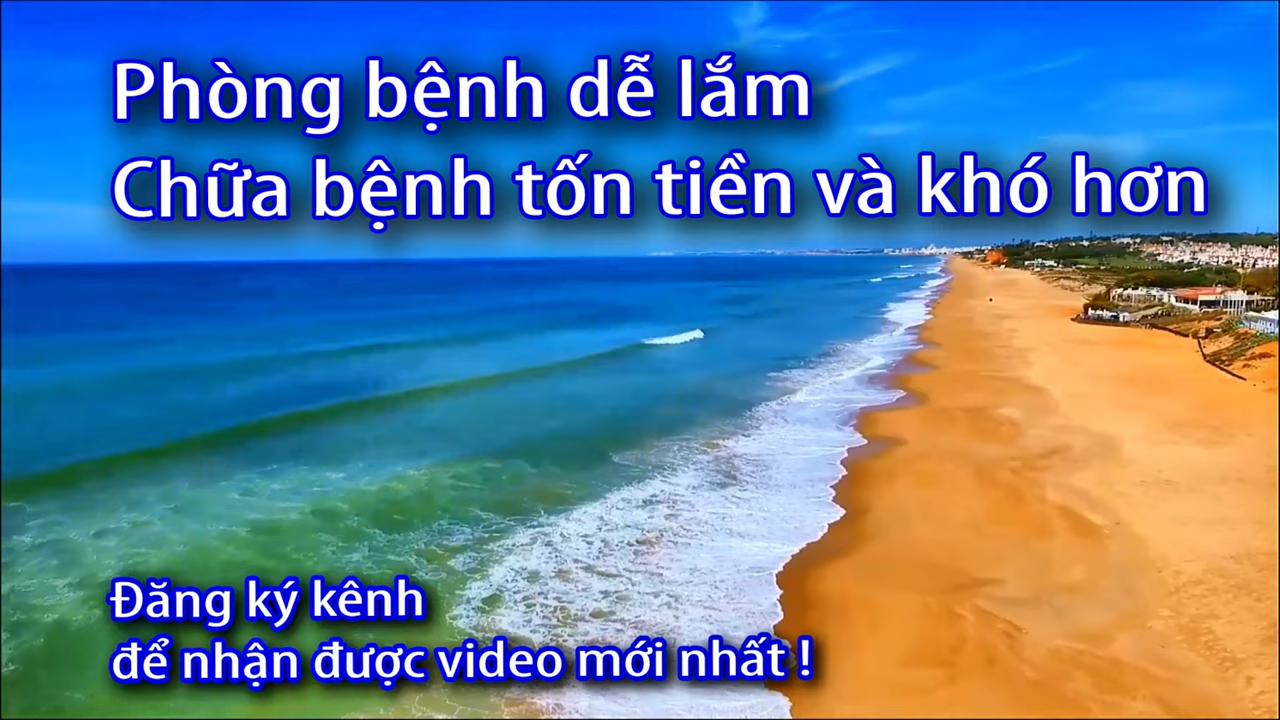 Phòng bệnh dễ lắm
Chữa bệnh tốn tiền và khó hơn
Đăng ký kênh
để nhận được video mới nhất !